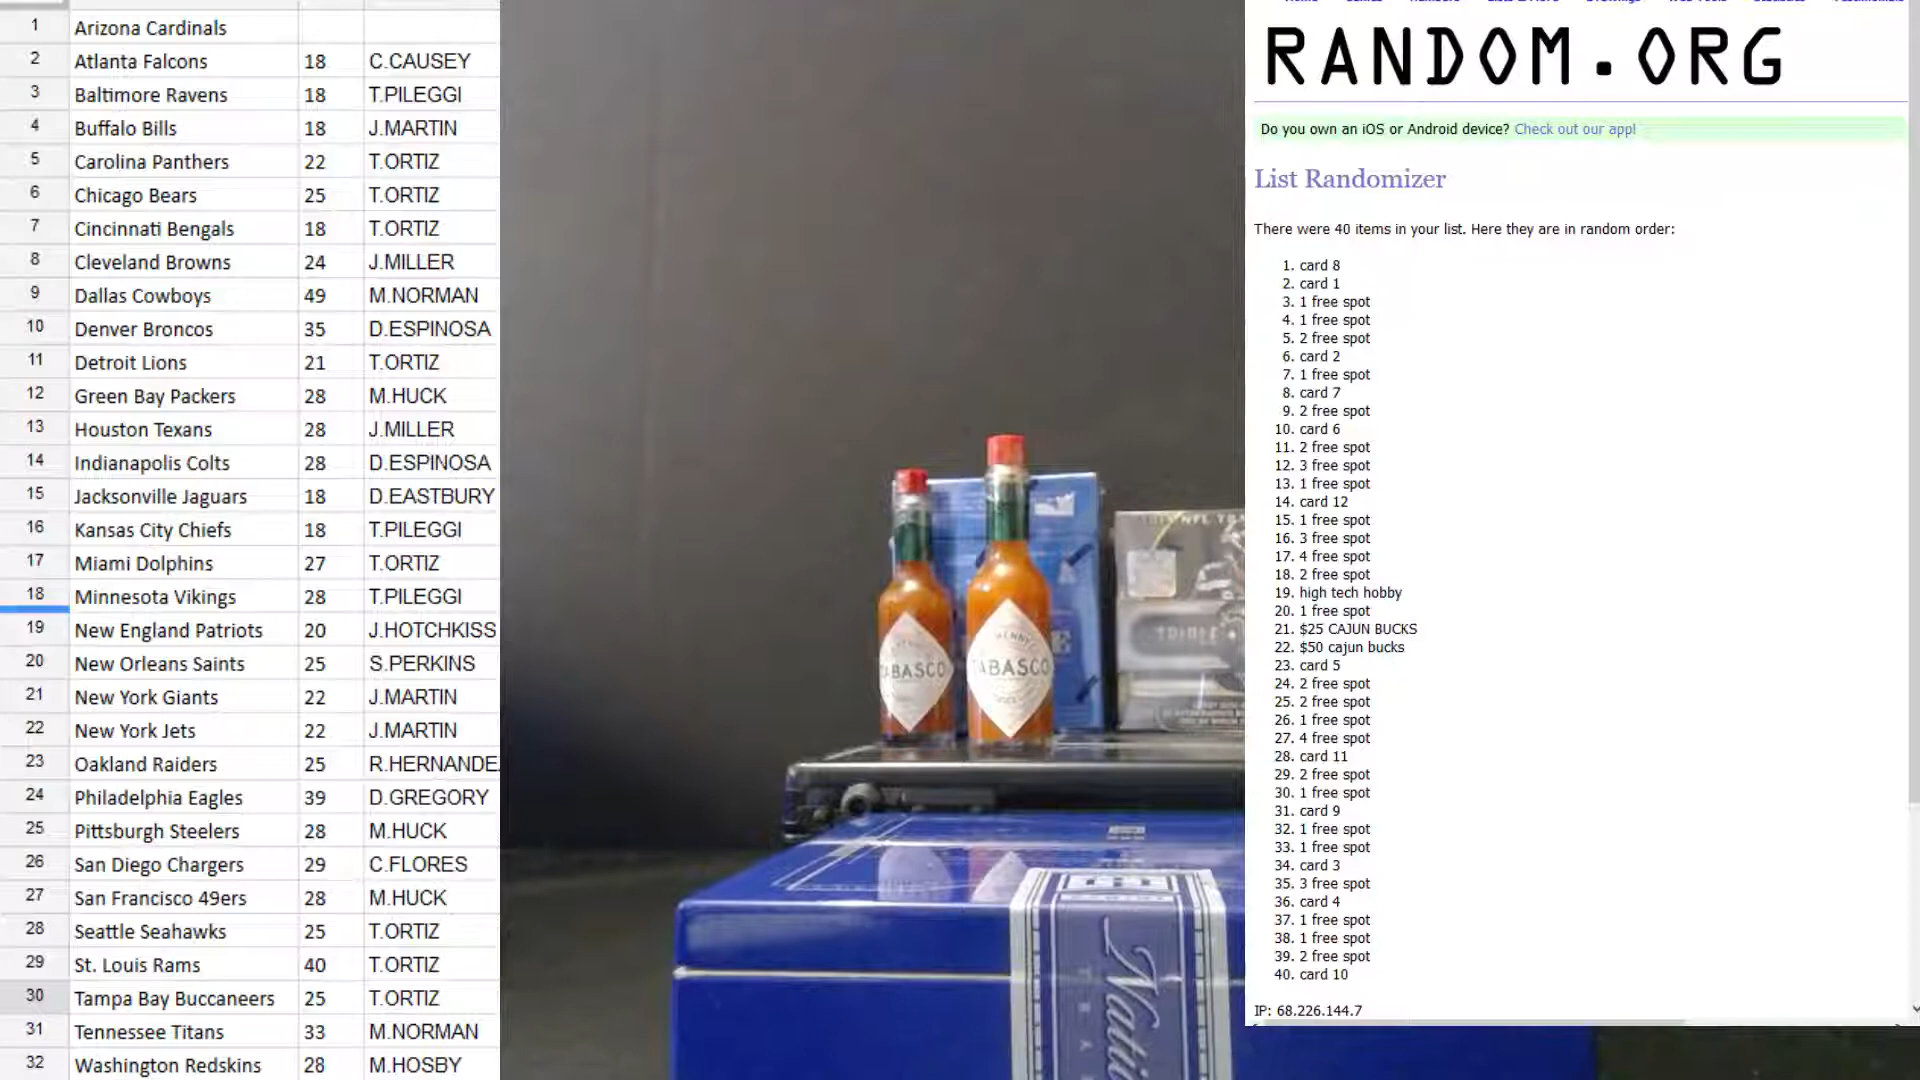 1 Arizona Cardinals
2 Atlanta Falcons 18 C.CAUSEY
3 Baltimore Ravens 18 T.PILEGGI
4 Buffalo Bills 18 J.MARTIN
5 Carolina Panthers 22 T.ORTIZ
6 Chicago Bears 25 T.ORTIZ
7 Cincinnati Bengals 18 T.ORTIZ
8 Cleveland Browns 24 J.MILLER
9 Dallas Cowboys 49 M.NORMAN
10 Denver Broncos 35 D.ESPINOSA
11 Detroit Lions 21 T.ORTIZ
12 Green Bay Packers 28 M.HUCK
13 Houston Texans 28 J.MILLER
14 Indianapolis Colts 28 D.ESPINOSA
15 Jacksonville Jaguars 18 D.EASTBURY
16 Kansas City Chiefs 18 T.PILEGGI
17 Miami Dolphins 27 T.ORTIZ
18 Minnesota Vikings 28 T.PILEGGI
19 New England Patriots 20 J.HOTCHKISS
20 New Orleans Saints 25 S.PERKINS
21 New York Giants 22 J.MARTIN
22 New York Jets 22 J.MARTIN
23 Oakland Raiders 25 R.HERNANDE
24 Philadelphia Eagles 39 D.GREGORY
25 Pittsburgh Steelers 28 M.HUCK
26 San Diego Chargers 29 C.FLORES
27 San Francisco 49ers 28 M.HUCK
28 Seattle Seahawks 25 T.ORTIZ
29 St. Louis Rams 40 T.ORTIZ
30 Tampa Bay Buccaneers 25 T.ORTIZ
31 Tennessee Titans 33 M.NORMAN
32 Washington Redskins 28 M.HOSBY
TABASCO
TABASCO
TRIPLE
Nati
RANDOM.ORG
Do you own an iOS or Android device? Check out our app!
List Randomizer
There were 40 items in your list. Here they are in random order:
1. card 8
2. card 1
3. 1 free spot
4. 1 free spot
5. 2 free spot
6. card 2
7. 1 free spot
8. card 7
9. 2 free spot
10. card 6
11. 2 free spot
12. 3 free spot
13. 1 free spot
14. card 12
15. 1 free spot
16. 3 free spot
17. 4 free spot
18. 2 free spot
19. high tech hobby
20. 1 free spot
21. $25 CAJUN BUCKS
22. $50 cajun bucks
23. card 5
24. 2 free spot
25. 2 free spot
26. 1 free spot
27. 4 free spot
28. card 11
29. 2 free spot
30. 1 free spot
31. card 9
32. 1 free spot
33. 1 free spot
34. card 3
35. 3 free spot
36. card 4
37. 1 free spot
38. 1 free spot
39. 2 free spot
40. card 10
IP: 68.226.144.7